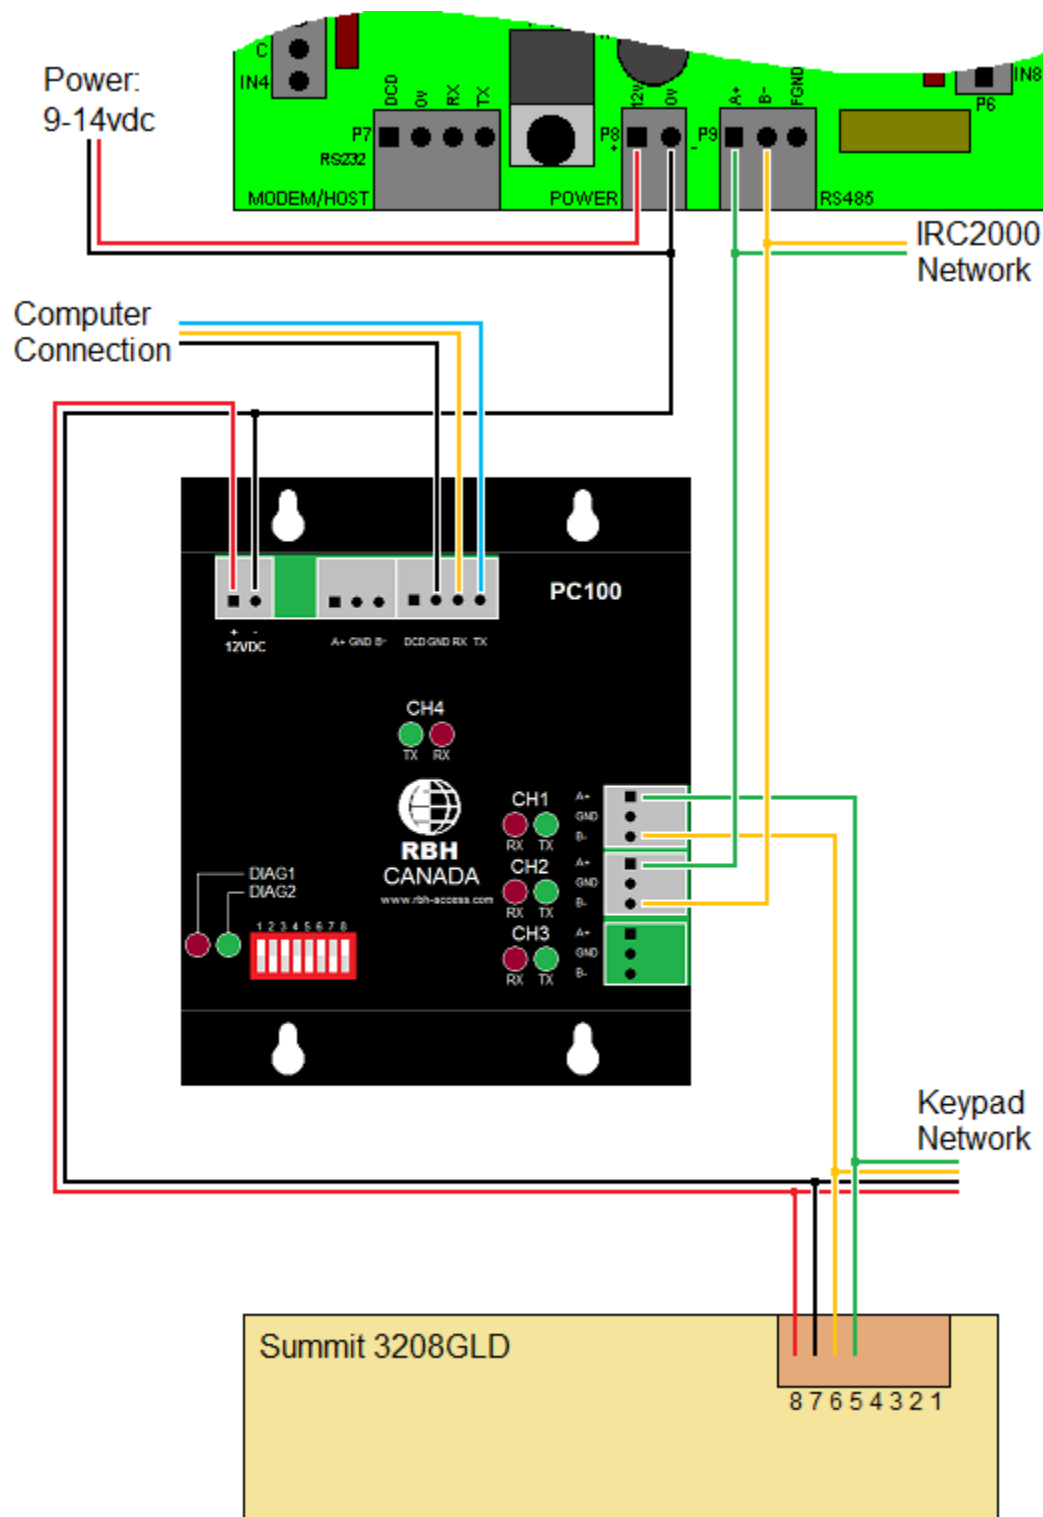 C
IN4
Power:
9-14vdc
DCD
0v
RX
TX
P7
RS232
MODEM/HOST
12v
0v
P8
+
-
POWER
A+
B-
FGND
P9
RS485
IN8
P6
IRC2000
Network
Computer
Connection
PC100
+ -
12VDC
A+ GND B-
DCD GND RX TX
CH4
TX RX
CH1
RX TX
A+
GND
B-
RBH
CANADA
www.rbh-access.com
CH2
RX TX
A+
GND
B-
CH3
RX TX
A+
GND
B-
DIAG1
DIAG2
1 2 3 4 5 6 7 8
Keypad
Network
Summit 3208GLD
8 7 6 5 4 3 2 1